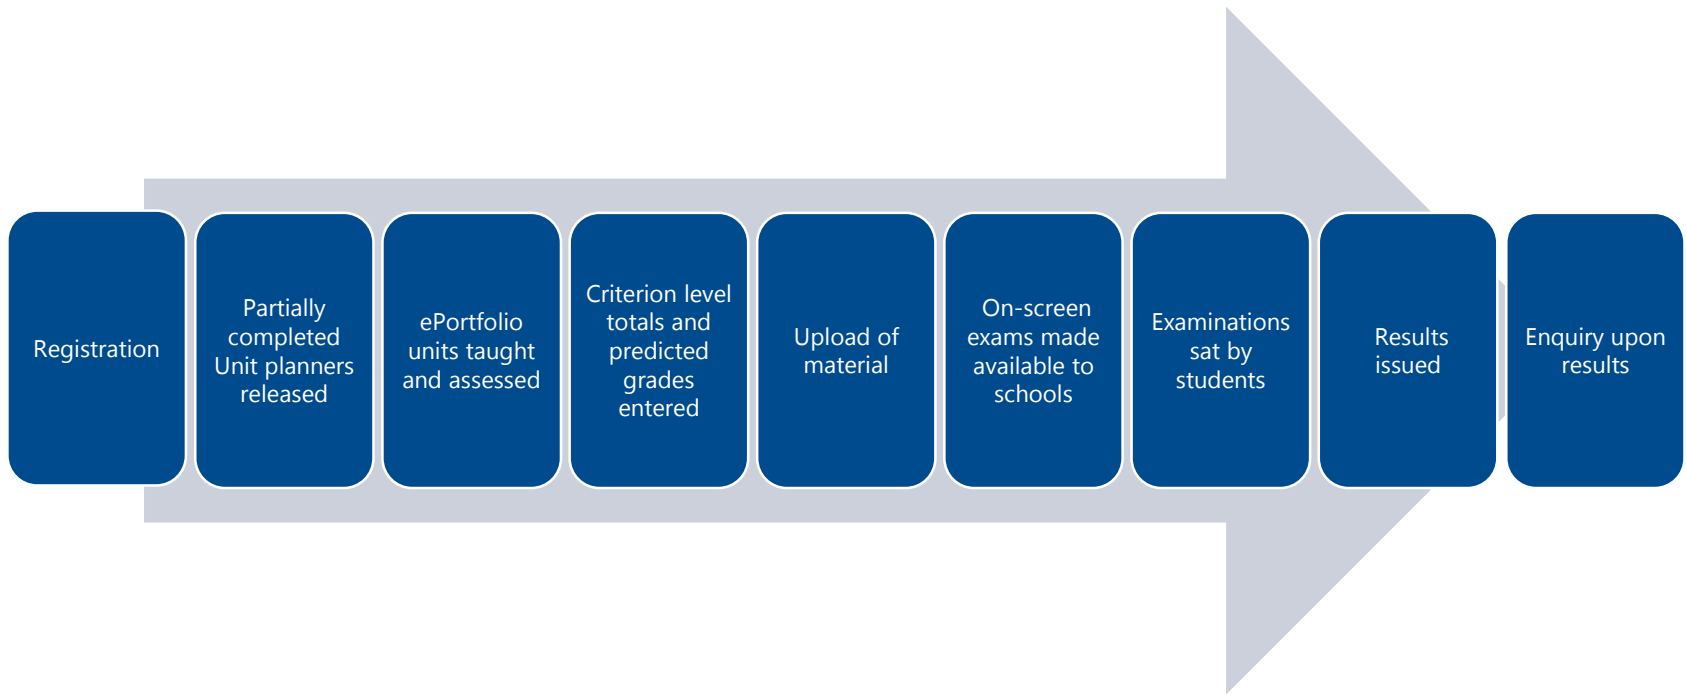 Registration
Partially
completed
Unit planners
released
ePortfolio
units taught
and assessed
Criterion level
totals and
predicted
grades
entered
Upload of
material
On-screen
exams made
available to
schools
Examinations
sat by
students
Results
issued
Enquiry upon
results